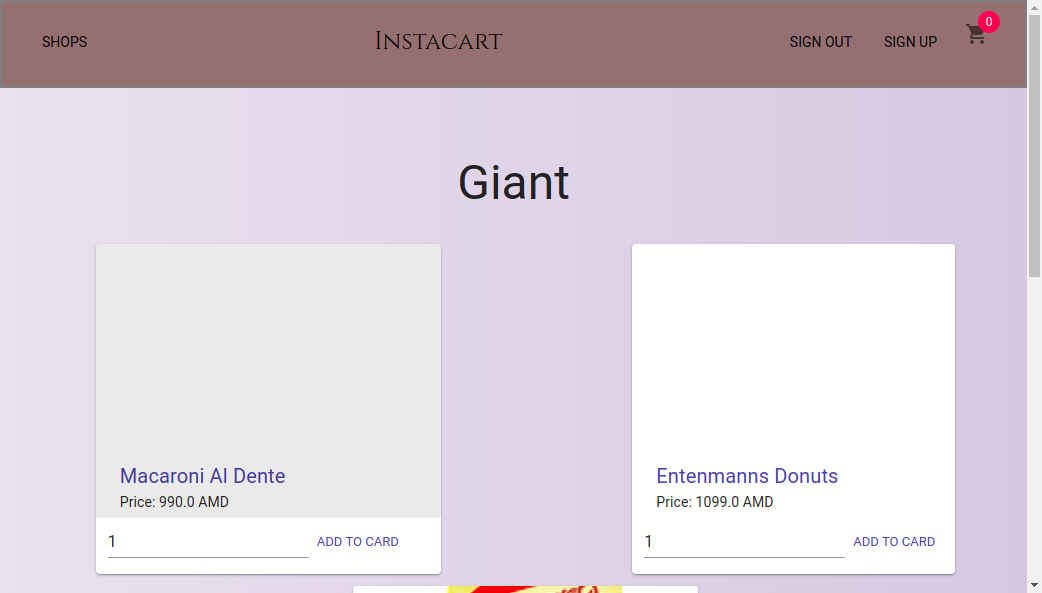 SHOPS
Instacart
SIGN OUT
SIGN UP
0
Giant
Macaroni Al Dente
Price: 990.0 AMD
1
ADD TO CARD
Entenmanns Donuts
Price: 1099.0 AMD
1
ADD TO CARD